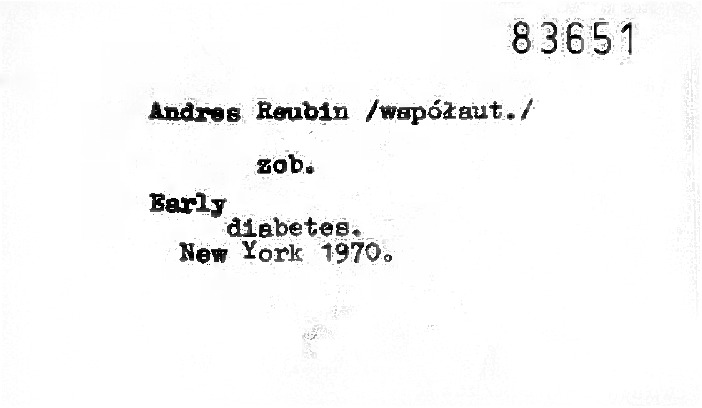 83651
Andres Reubin /współaut./
zob.
Early
diabetes.
New York 1970.